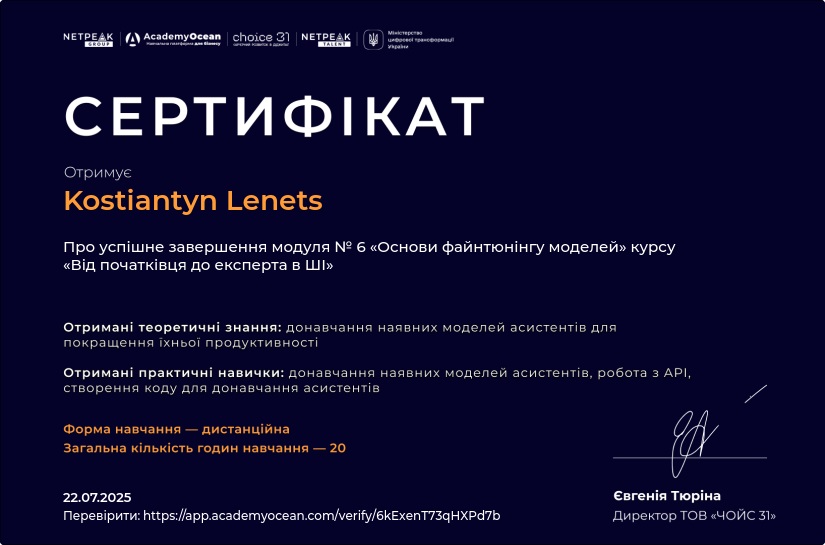 NETPEAK GROUP | AcademyOcean Навчальна платформа для бізнесу | choice 31 | NETPEAK TALENT | Міністерство цифрової трансформації України
СЕРТИФІКАТ
Отримує
Kostiantyn Lenets
Про успішне завершення модуля № 6 «Основи файнтюнінгу моделей» курсу
«Від початківця до експерта в ШІ»
Отримані теоретичні знання: донавчання наявних моделей асистентів для
покращення їхньої продуктивності
Отримані практичні навички: донавчання наявних моделей асистентів, робота з API,
створення коду для донавчання асистентів
Форма навчання — дистанційна
Загальна кількість годин навчання — 20
22.07.2025
Перевірити: https://app.academyocean.com/verify/6kExenT73qHXPd7b
Євгенія Тюріна
Директор ТОВ «ЧОЙС 31»